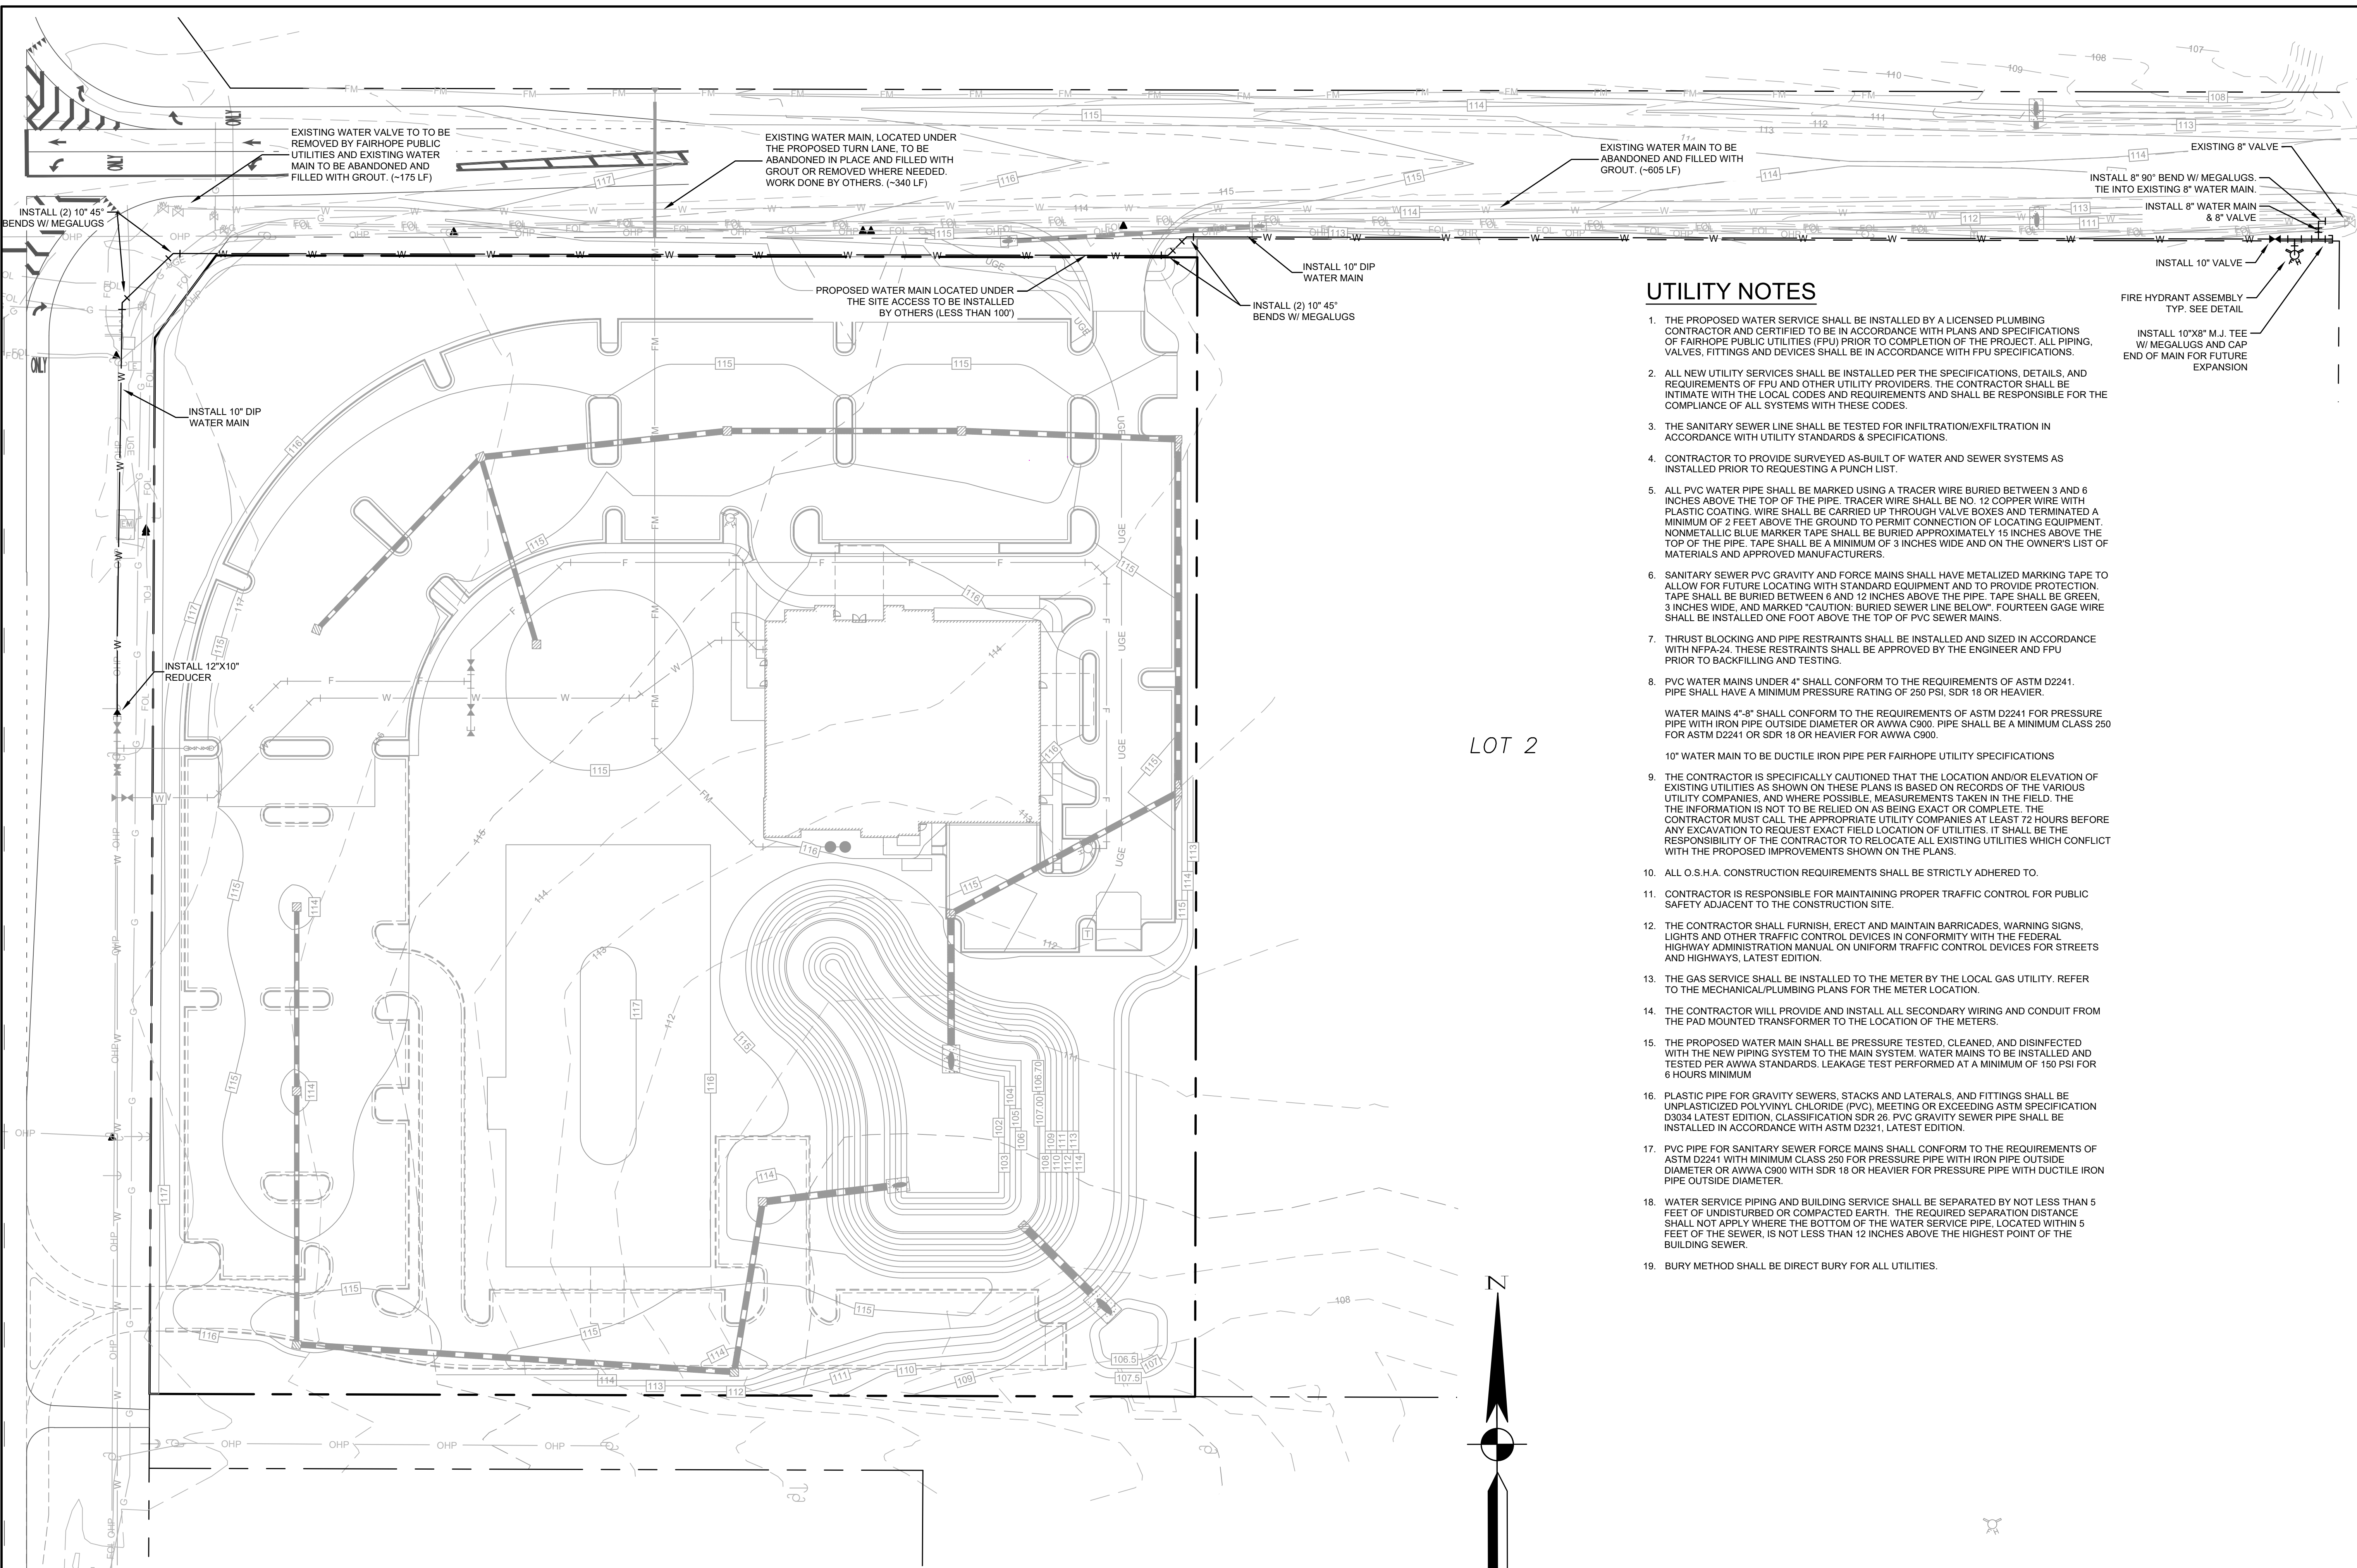 EXISTING WATER VALVE TO TO BE
REMOVED BY FAIRHOPE PUBLIC
UTILITIES AND EXISTING WATER
MAIN TO BE ABANDONED AND
FILLED WITH GROUT. (~175 LF)
EXISTING WATER MAIN, LOCATED UNDER
THE PROPOSED TURN LANE, TO BE
ABANDONED IN PLACE AND FILLED WITH
GROUT OR REMOVED WHERE NEEDED.
WORK DONE BY OTHERS. (~340 LF)
EXISTING WATER MAIN TO BE
ABANDONED AND FILLED WITH
GROUT. (~605 LF)
EXISTING 8" VALVE
INSTALL 8" 90° BEND W/ MEGALUGS.
TIE INTO EXISTING 8" WATER MAIN.
INSTALL 8" WATER MAIN
& 8" VALVE
INSTALL 10" VALVE
FIRE HYDRANT ASSEMBLY
TYP. SEE DETAIL
INSTALL 10"X8" M.J. TEE
W/ MEGALUGS AND CAP
END OF MAIN FOR FUTURE
EXPANSION
INSTALL (2) 10" 45°
BENDS W/ MEGALUGS
INSTALL 10" DIP
WATER MAIN
PROPOSED WATER MAIN LOCATED UNDER
THE SITE ACCESS TO BE INSTALLED
BY OTHERS (LESS THAN 100')
INSTALL (2) 10" 45°
BENDS W/ MEGALUGS
INSTALL 10" DIP
WATER MAIN
INSTALL 12"X10"
REDUCER
LOT 2
N
UTILITY NOTES
1. THE PROPOSED WATER SERVICE SHALL BE INSTALLED BY A LICENSED PLUMBING
CONTRACTOR AND CERTIFIED TO BE IN ACCORDANCE WITH PLANS AND SPECIFICATIONS
OF FAIRHOPE PUBLIC UTILITIES (FPU) PRIOR TO COMPLETION OF THE PROJECT. ALL PIPING,
VALVES, FITTINGS AND DEVICES SHALL BE IN ACCORDANCE WITH FPU SPECIFICATIONS.
2. ALL NEW UTILITY SERVICES SHALL BE INSTALLED PER THE SPECIFICATIONS, DETAILS, AND
REQUIREMENTS OF FPU AND OTHER UTILITY PROVIDERS. THE CONTRACTOR SHALL BE
INTIMATE WITH THE LOCAL CODES AND REQUIREMENTS AND SHALL BE RESPONSIBLE FOR THE
COMPLIANCE OF ALL SYSTEMS WITH THESE CODES.
3. THE SANITARY SEWER LINE SHALL BE TESTED FOR INFILTRATION/EXFILTRATION IN
ACCORDANCE WITH UTILITY STANDARDS & SPECIFICATIONS.
4. CONTRACTOR TO PROVIDE SURVEYED AS-BUILT OF WATER AND SEWER SYSTEMS AS
INSTALLED PRIOR TO REQUESTING A PUNCH LIST.
5. ALL PVC WATER PIPE SHALL BE MARKED USING A TRACER WIRE BURIED BETWEEN 3 AND 6
INCHES ABOVE THE TOP OF THE PIPE. TRACER WIRE SHALL BE NO. 12 COPPER WIRE WITH
PLASTIC COATING. WIRE SHALL BE CARRIED UP THROUGH VALVE BOXES AND TERMINATED A
MINIMUM OF 2 FEET ABOVE THE GROUND TO PERMIT CONNECTION OF LOCATING EQUIPMENT.
NONMETALLIC BLUE MARKER TAPE SHALL BE BURIED APPROXIMATELY 15 INCHES ABOVE THE
TOP OF THE PIPE. TAPE SHALL BE A MINIMUM OF 3 INCHES WIDE AND ON THE OWNER'S LIST OF
MATERIALS AND APPROVED MANUFACTURERS.
6. SANITARY SEWER PVC GRAVITY AND FORCE MAINS SHALL HAVE METALIZED MARKING TAPE TO
ALLOW FOR FUTURE LOCATING WITH STANDARD EQUIPMENT AND TO PROVIDE PROTECTION.
TAPE SHALL BE BURIED BETWEEN 6 AND 12 INCHES ABOVE THE PIPE. TAPE SHALL BE GREEN,
3 INCHES WIDE, AND MARKED "CAUTION: BURIED SEWER LINE BELOW". FOURTEEN GAGE WIRE
SHALL BE INSTALLED ONE FOOT ABOVE THE TOP OF PVC SEWER MAINS.
7. THRUST BLOCKING AND PIPE RESTRAINTS SHALL BE INSTALLED AND SIZED IN ACCORDANCE
WITH NFPA-24. THESE RESTRAINTS SHALL BE APPROVED BY THE ENGINEER AND FPU
PRIOR TO BACKFILLING AND TESTING.
8. PVC WATER MAINS UNDER 4" SHALL CONFORM TO THE REQUIREMENTS OF ASTM D2241.
PIPE SHALL HAVE A MINIMUM PRESSURE RATING OF 250 PSI, SDR 18 OR HEAVIER.
WATER MAINS 4"-8" SHALL CONFORM TO THE REQUIREMENTS OF ASTM D2241 FOR PRESSURE
PIPE WITH IRON PIPE OUTSIDE DIAMETER OR AWWA C900. PIPE SHALL BE A MINIMUM CLASS 250
FOR ASTM D2241 OR SDR 18 OR HEAVIER FOR AWWA C900.
10" WATER MAIN TO BE DUCTILE IRON PIPE PER FAIRHOPE UTILITY SPECIFICATIONS
9. THE CONTRACTOR IS SPECIFICALLY CAUTIONED THAT THE LOCATION AND/OR ELEVATION OF
EXISTING UTILITIES AS SHOWN ON THESE PLANS IS BASED ON RECORDS OF THE VARIOUS
UTILITY COMPANIES, AND WHERE POSSIBLE, MEASUREMENTS TAKEN IN THE FIELD. THE
THE INFORMATION IS NOT TO BE RELIED ON AS BEING EXACT OR COMPLETE. THE
CONTRACTOR MUST CALL THE APPROPRIATE UTILITY COMPANIES AT LEAST 72 HOURS BEFORE
ANY EXCAVATION TO REQUEST EXACT FIELD LOCATION OF UTILITIES. IT SHALL BE THE
RESPONSIBILITY OF THE CONTRACTOR TO RELOCATE ALL EXISTING UTILITIES WHICH CONFLICT
WITH THE PROPOSED IMPROVEMENTS SHOWN ON THE PLANS.
10. ALL O.S.H.A. CONSTRUCTION REQUIREMENTS SHALL BE STRICTLY ADHERED TO.
11. CONTRACTOR IS RESPONSIBLE FOR MAINTAINING PROPER TRAFFIC CONTROL FOR PUBLIC
SAFETY ADJACENT TO THE CONSTRUCTION SITE.
12. THE CONTRACTOR SHALL FURNISH, ERECT AND MAINTAIN BARRICADES, WARNING SIGNS,
LIGHTS AND OTHER TRAFFIC CONTROL DEVICES IN CONFORMITY WITH THE FEDERAL
HIGHWAY ADMINISTRATION MANUAL ON UNIFORM TRAFFIC CONTROL DEVICES FOR STREETS
AND HIGHWAYS, LATEST EDITION.
13. THE GAS SERVICE SHALL BE INSTALLED TO THE METER BY THE LOCAL GAS UTILITY. REFER
TO THE MECHANICAL/PLUMBING PLANS FOR THE METER LOCATION.
14. THE CONTRACTOR WILL PROVIDE AND INSTALL ALL SECONDARY WIRING AND CONDUIT FROM
THE PAD MOUNTED TRANSFORMER TO THE LOCATION OF THE METERS.
15. THE PROPOSED WATER MAIN SHALL BE PRESSURE TESTED, CLEANED, AND DISINFECTED
WITH THE NEW PIPING SYSTEM TO THE MAIN SYSTEM. WATER MAINS TO BE INSTALLED AND
TESTED PER AWWA STANDARDS. LEAKAGE TEST PERFORMED AT A MINIMUM OF 150 PSI FOR
6 HOURS MINIMUM
16. PLASTIC PIPE FOR GRAVITY SEWERS, STACKS AND LATERALS, AND FITTINGS SHALL BE
UNPLASTICIZED POLYVINYL CHLORIDE (PVC), MEETING OR EXCEEDING ASTM SPECIFICATION
D3034 LATEST EDITION, CLASSIFICATION SDR 26. PVC GRAVITY SEWER PIPE SHALL BE
INSTALLED IN ACCORDANCE WITH ASTM D2321, LATEST EDITION.
17. PVC PIPE FOR SANITARY SEWER FORCE MAINS SHALL CONFORM TO THE REQUIREMENTS OF
ASTM D2241 WITH MINIMUM CLASS 250 FOR PRESSURE PIPE WITH IRON PIPE OUTSIDE
DIAMETER OR AWWA C900 WITH SDR 18 OR HEAVIER FOR PRESSURE PIPE WITH DUCTILE IRON
PIPE OUTSIDE DIAMETER.
18. WATER SERVICE PIPING AND BUILDING SERVICE SHALL BE SEPARATED BY NOT LESS THAN 5
FEET OF UNDISTURBED OR COMPACTED EARTH. THE REQUIRED SEPARATION DISTANCE
SHALL NOT APPLY WHERE THE BOTTOM OF THE WATER SERVICE PIPE, LOCATED WITHIN 5
FEET OF THE SEWER, IS NOT LESS THAN 12 INCHES ABOVE THE HIGHEST POINT OF THE
BUILDING SEWER.
19. BURY METHOD SHALL BE DIRECT BURY FOR ALL UTILITIES.